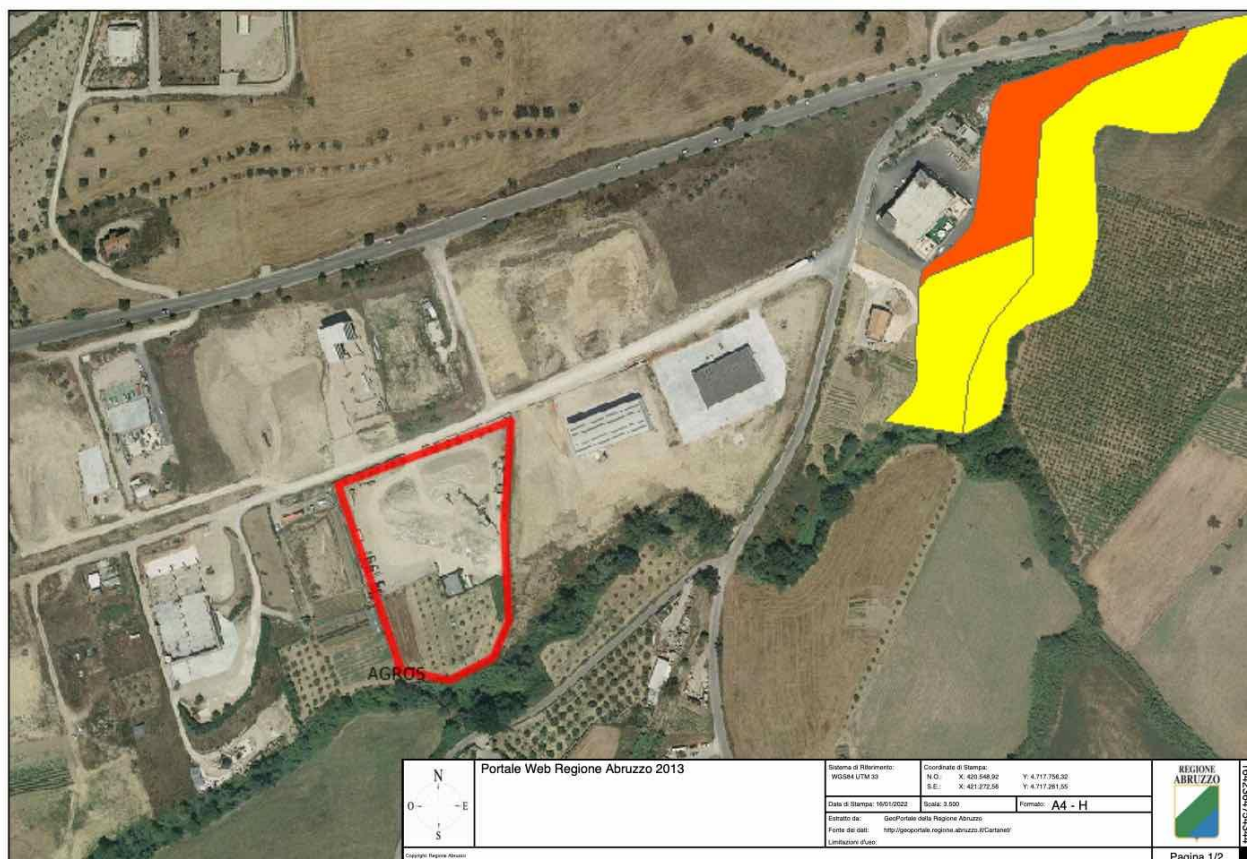 AGROS
N
O
E
S
Portale Web Regione Abruzzo 2013
Sistema di Riferimento:
WGS84 UTM 33
Coordinate di Stampa:
N.O.: X: 420.548,92 Y: 4.717.756,32
S.E.: X: 421.272,56 Y: 4.717.261,55
Data di Stampa: 16/01/2022
Scala: 3.500
Formato: A4 - H
Estratto da: GeoPortale della Regione Abruzzo
Fonte dei dati: http://geoportale.regione.abruzzo.it/Cartanet/
Limitazioni d'uso:
REGIONE
ABRUZZO
Copyright Regione Abruzzo
Pagina 1/2